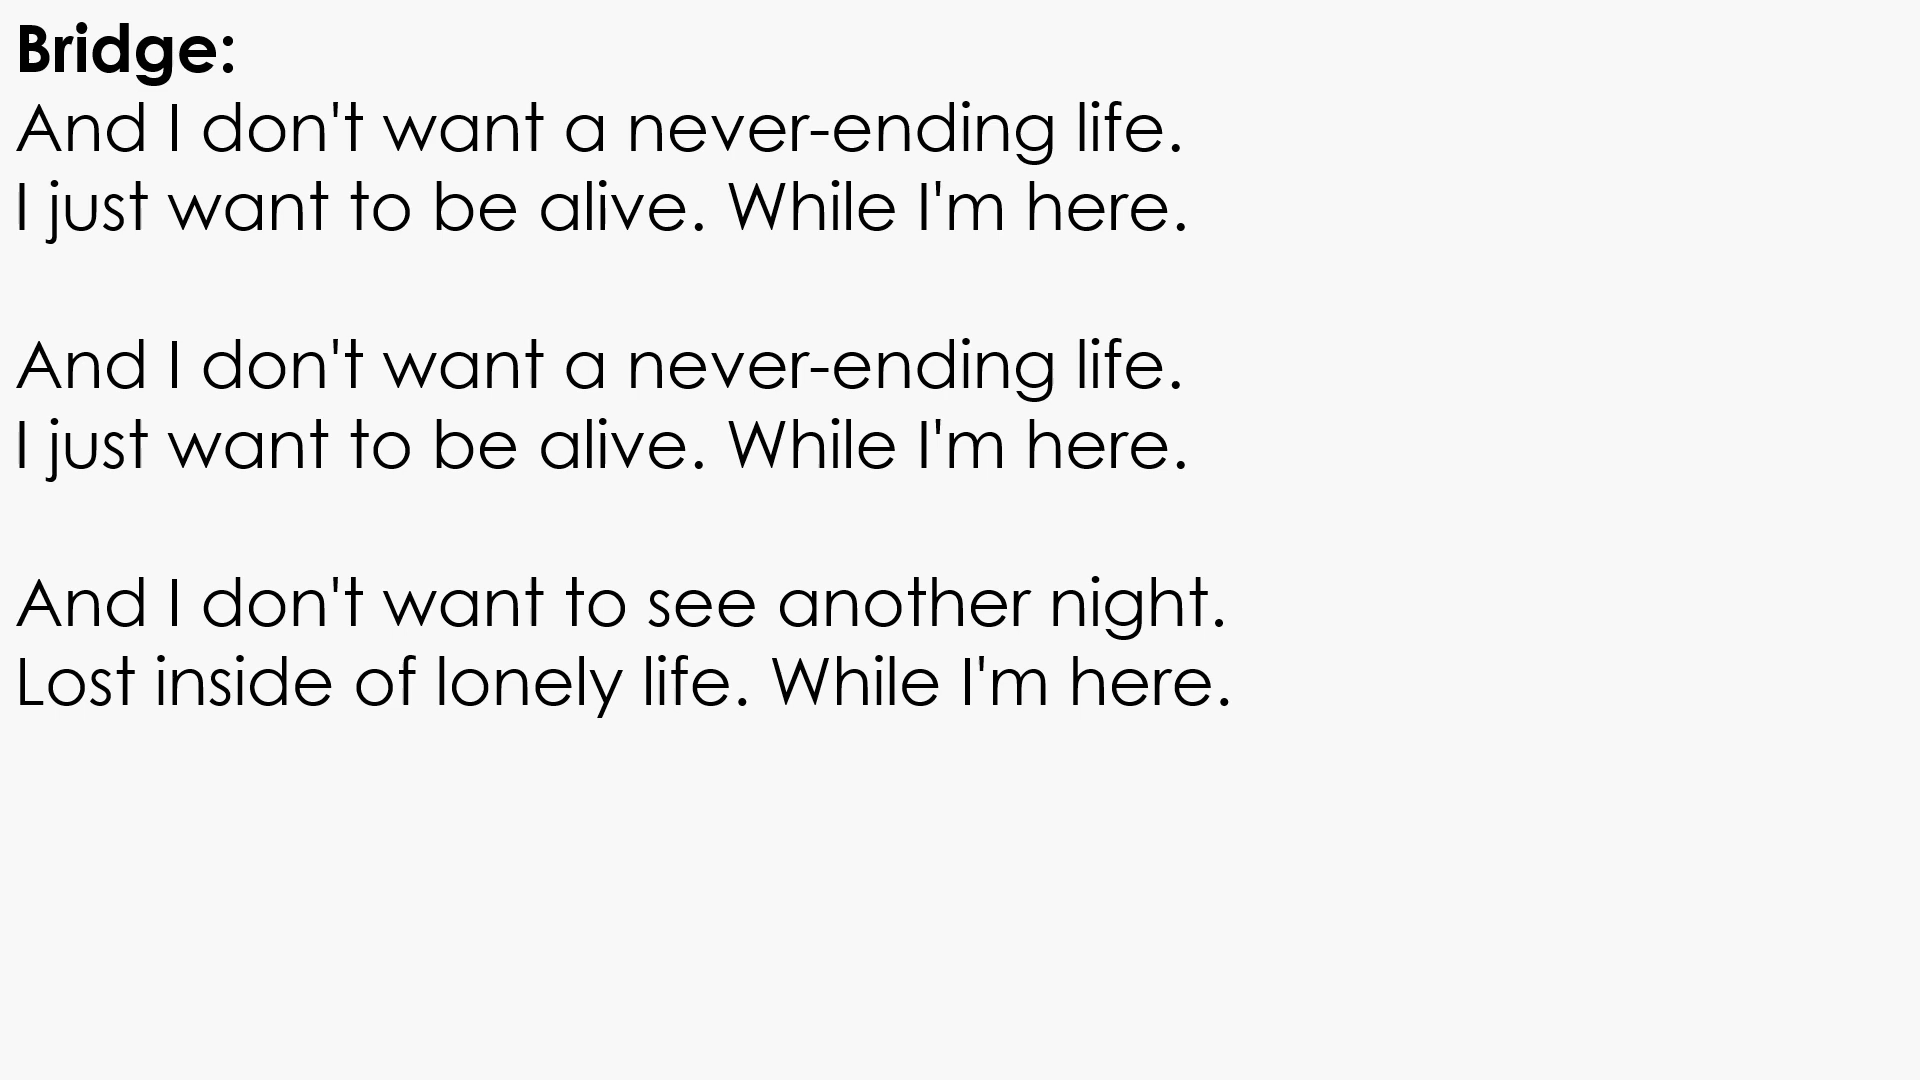 Bridge:
And I don't want a never-ending life.
I just want to be alive. While I'm here.
And I don't want a never-ending life.
I just want to be alive. While I'm here.
And I don't want to see another night.
Lost inside of lonely life. While I'm here.